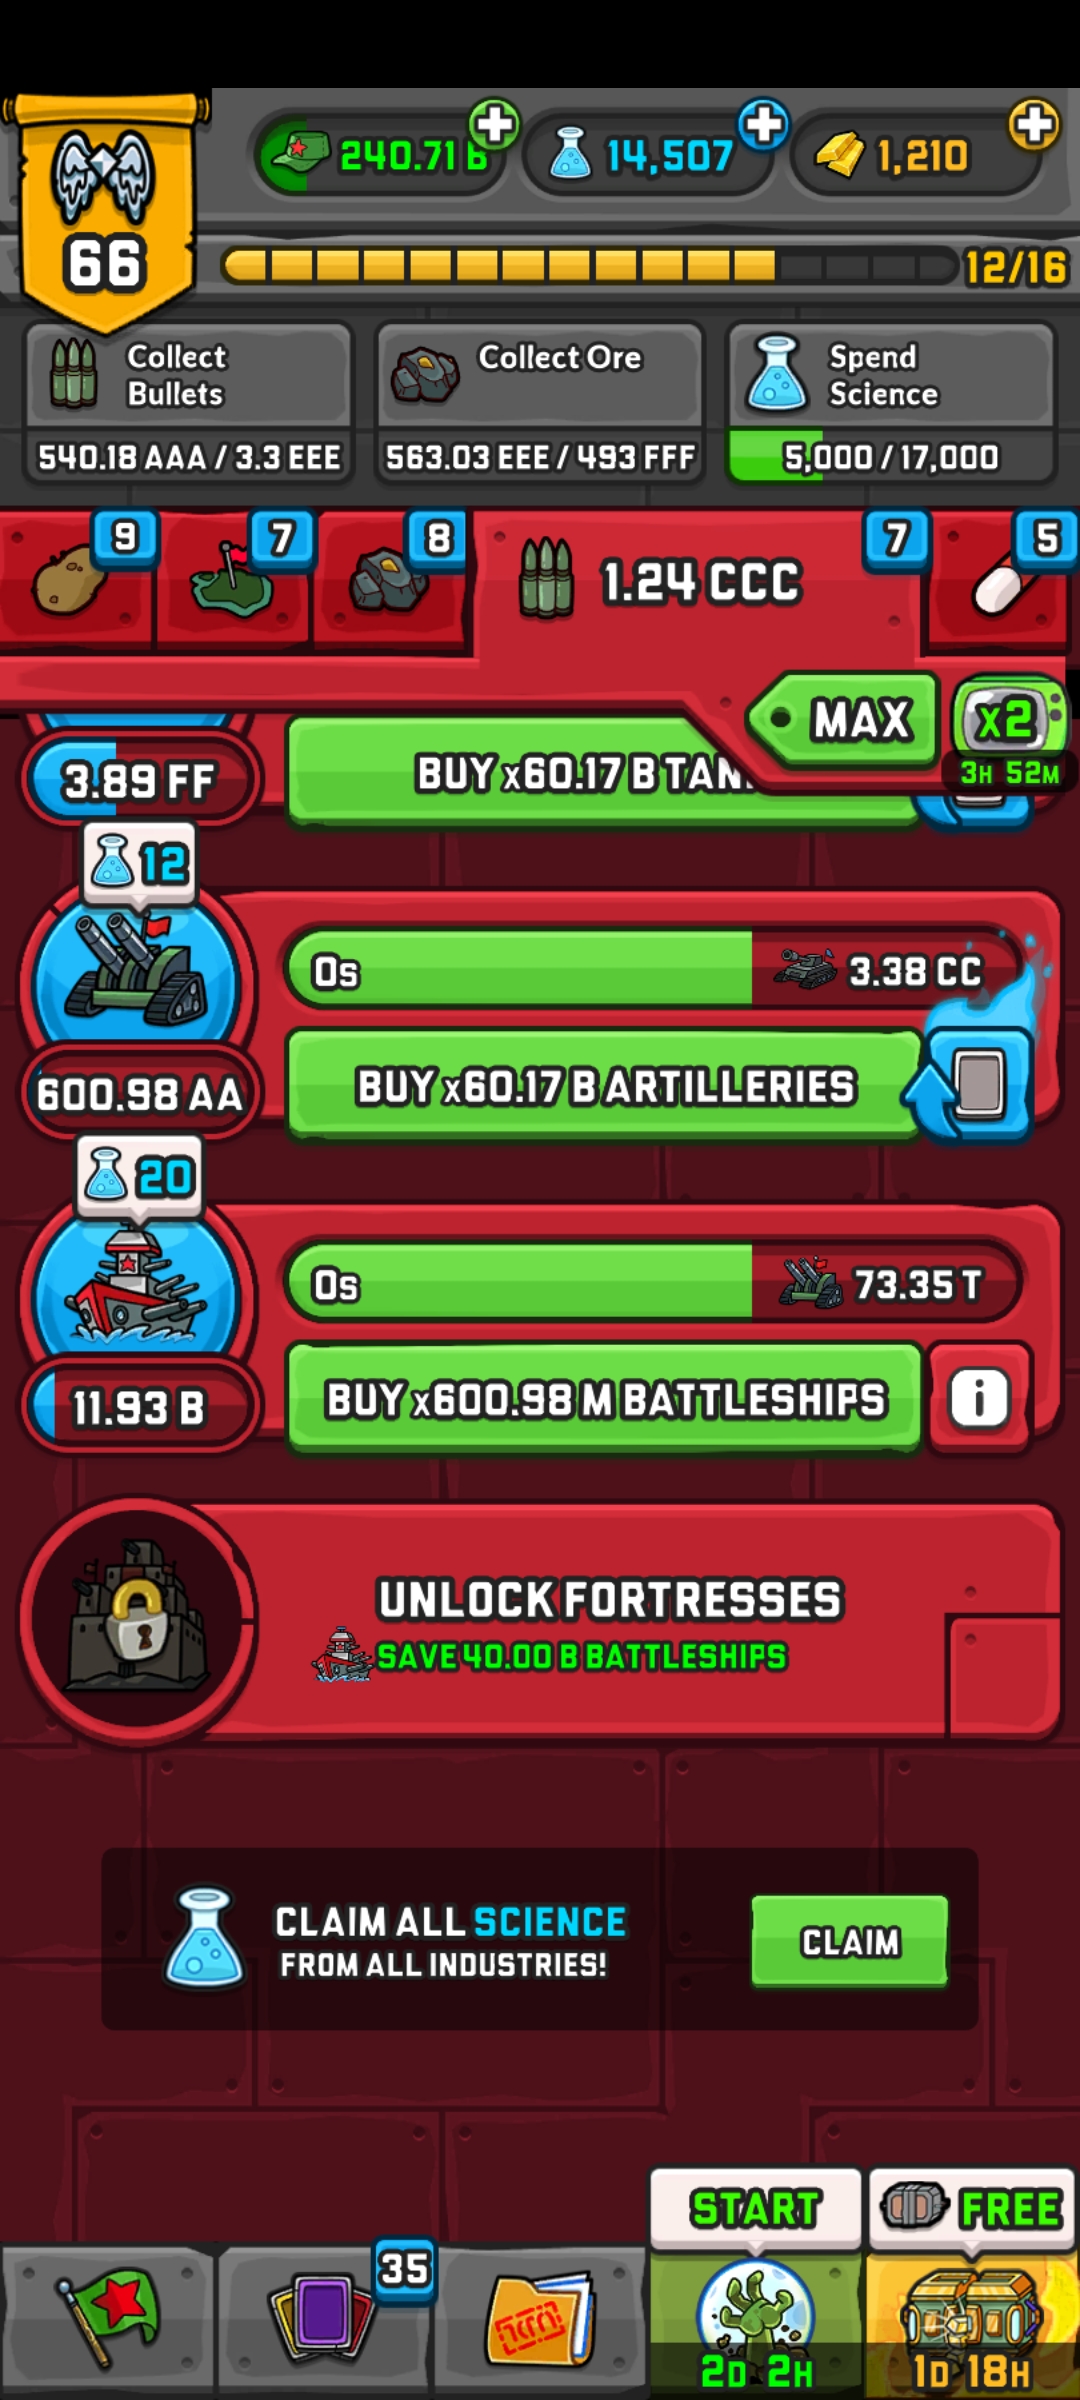 240.71 B
14,507
1,210
66
12/16
Collect
Bullets
Collect Ore
Spend
Science
540.18 AAA / 3.3 EEE
563.03 EEE / 493 FFF
5,000 / 17,000
9
7
8
1.24 CCC
7
5
MAX
x2
3H 52M
3.89 FF
BUY x60.17 B TAN
12
0s
3.38 CC
600.98 AA
BUY x60.17 B ARTILLERIES
20
0s
73.35 T
11.93 B
BUY x600.98 M BATTLESHIPS
i
UNLOCK FORTRESSES
SAVE 40.00 B BATTLESHIPS
CLAIM ALL SCIENCE
FROM ALL INDUSTRIES!
CLAIM
START
FREE
35
2D 2H
1D 18H